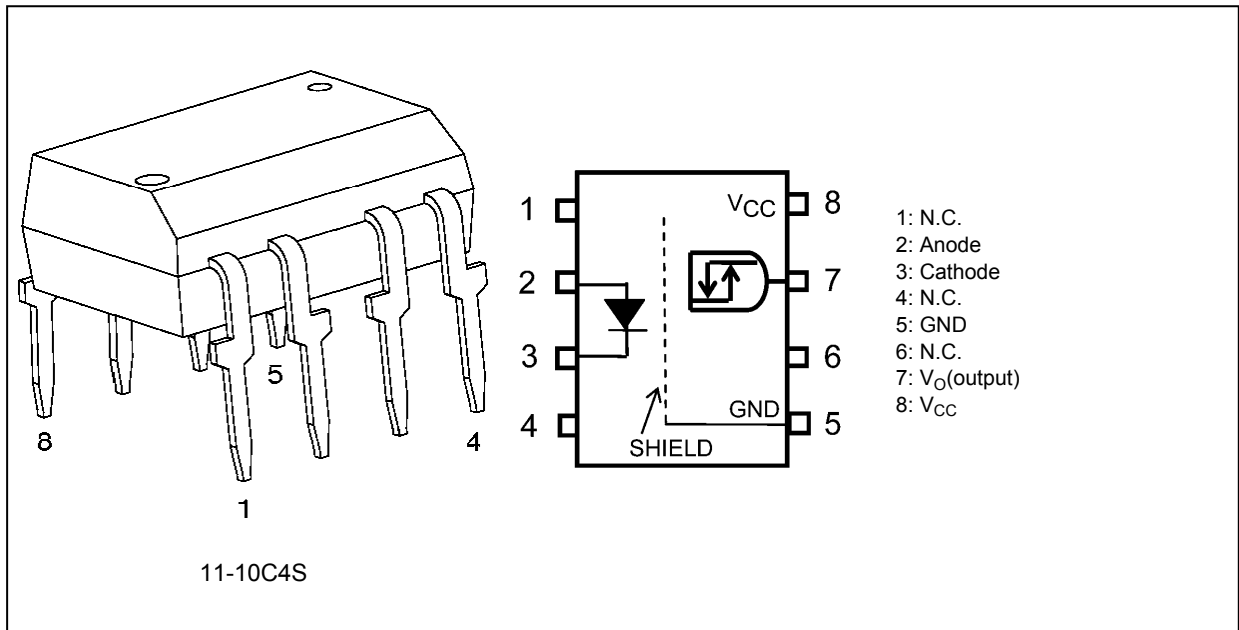 8
5
4
1
11-10C4S
1 VCC 8
2 7
3 6
4 GND 5
SHIELD
1: N.C.
2: Anode
3: Cathode
4: N.C.
5: GND
6: N.C.
7: VO(output)
8: VCC